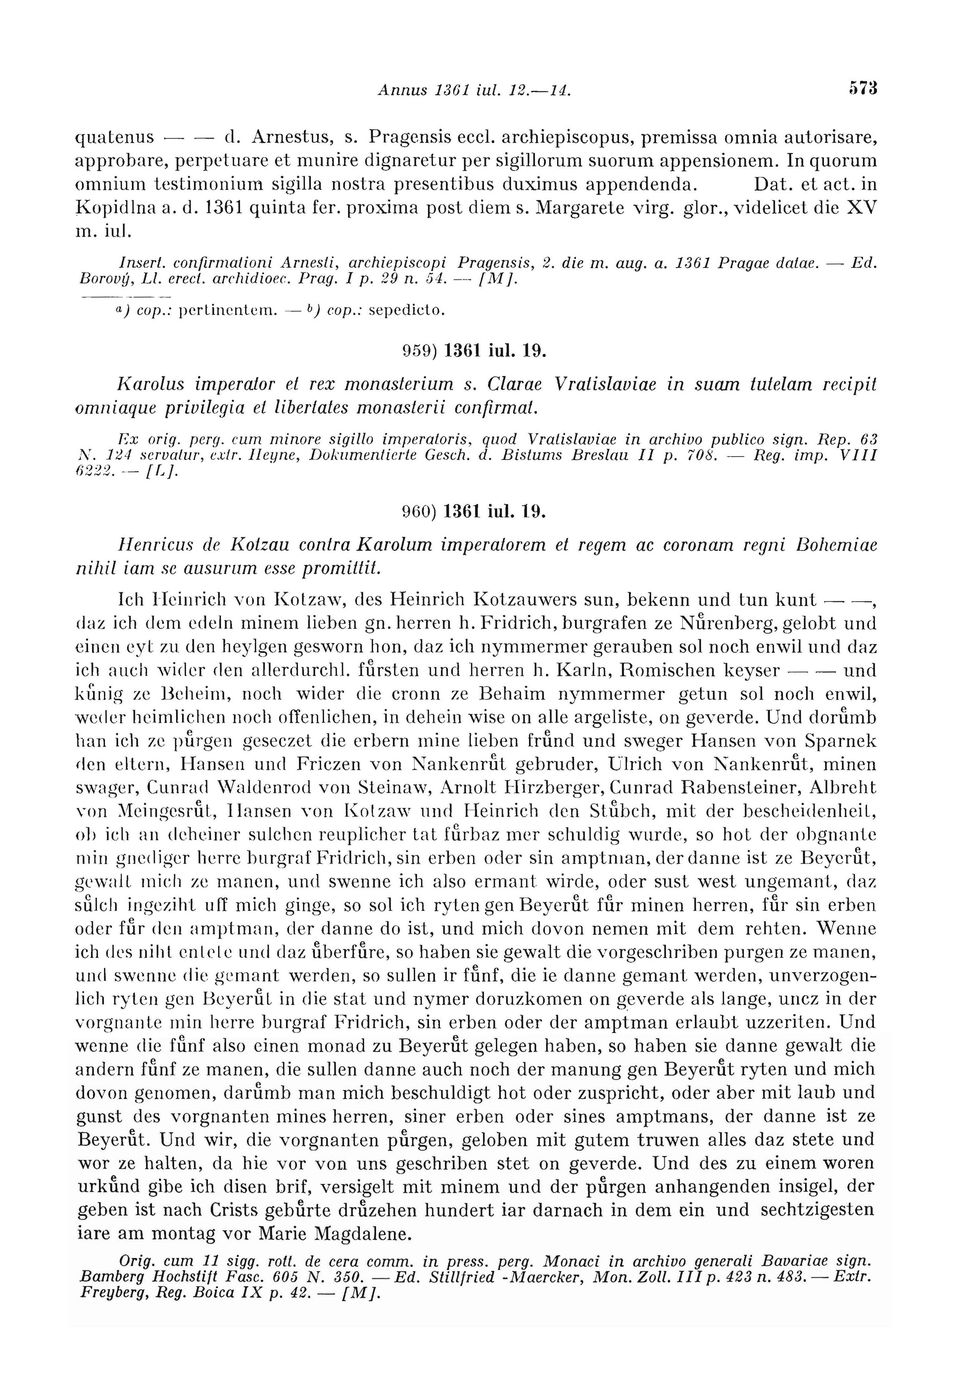 Annus 1361 iul. 12.—14. 573
quatenus — — d. Arnestus, s. Pragensis eccl. archiepiscopus, premissa omnia autorisare,
approbare, perpetuare et munire dignaretur per sigillorum suorum appensionem. In quorum
omnium testimonium sigilla nostra presentibus duximus appendenda. Dat. et act. in
Kopidlna a. d. 1361 quinta fer. proxima post diem s. Margarete virg. glor., videlicet die XV
m. iul.
Insert. confirmationi Arnesti, archiepiscopi Pragensis, 2. die m. aug. a. 1361 Pragae datae. — Ed.
Borový, Ll. erect. archidioec. Prag. I p. 29 n. 54. — [M].
a) cop.: pertinentem. — b) cop.: sepedicto.
959) 1361 iul. 19.
Karolus imperator et rex monasterium s. Clarae Vratislaviae in suam tutelam recipit
omniaque privilegia et libertates monasterii confirmat.
Ex orig. perg. cum minore sigillo imperatoris, quod Vratislaviae in archivo publico sign. Rep. 63
N. 124 servatur, extr. Heyne, Dokumentierte Gesch. d. Bistums Breslau II p. 708. — Reg. imp. VIII
6222. — [L].
960) 1361 iul. 19.
Henricus de Kotzau contra Karolum imperatorem et regem ac coronam regni Bohemiae
nihil iam se ausurum esse promittit.
Ich Heinrich von Kotzaw, des Heinrich Kotzauwers sun, bekenn und tun kunt — —,
daz ich dem edeln minem lieben gn. herren h. Fridrich, burgrafen ze Nůrenberg, gelobt und
einen eyt zu den heylgen gesworn hon, daz ich nymmermer gerauben sol noch enwil und daz
ich auch wider den allerdurchl. fůrsten und herren h. Karln, Romischen keyser — — und
kůnig ze Beheim, noch wider die cronn ze Behaim nymmermer getun sol noch enwil,
weder heimlichen noch offenlichen, in dehein wise on alle argeliste, on geverde. Und dorůmb
han ich ze půrgen geseczet die erbern mine lieben frůnd und sweger Hansen von Sparnek
den eltern, Hansen und Friczen von Nankenrůt gebruder, Ulrich von Nankenrůt, minen
swager, Cunrad Waldenrod von Steinaw, Arnolt Hirzberger, Cunrad Rabensteiner, Albreht
von Meingesrůt, Hansen von Kotzaw und Heinrich den Stůbch, mit der bescheidenheit,
ob ich an deheiner sulchen reuplicher tat fůrbaz mer schuldig wurde, so hot der obgnante
min gnediger herre burgraf Fridrich, sin erben oder sin amptman, der danne ist ze Beyerůt,
gewalt mich ze manen, und swenne ich also ermant wirde, oder sust west ungemant, daz
sůlch ingeziht uff mich ginge, so sol ich ryten gen Beyerůt fůr minen herren, fůr sin erben
oder fůr den amptman, der danne do ist, und mich dovon nemen mit dem rehten. Wenne
ich des niht entete und daz ůberfůre, so haben sie gewalt die vorgeschriben purgen ze manen,
und swenne die gemant werden, so sullen ir fůnf, die ie danne gemant werden, unverzogen-
lich ryten gen Beyerůt in die stat und nymer doruzkomen on geverde als lange, uncz in der
vorgnante min herre burgraf Fridrich, sin erben oder der amptman erlaubt uzzeriten. Und
wenne die fůnf also einen monad zu Beyerůt gelegen haben, so haben sie danne gewalt die
andern fůnf ze manen, die sullen danne auch noch der manung gen Beyerůt ryten und mich
dovon genomen, darůmb man mich beschuldigt hot oder zuspricht, oder aber mit laub und
gunst des vorgnanten mines herren, siner erben oder sines amptmans, der danne ist ze
Beyerůt. Und wir, die vorgnanten půrgen, geloben mit gutem truwen alles daz stete und
wor ze halten, da hie vor von uns geschriben stet on geverde. Und des zu einem woren
urkůnd gibe ich disen brif, versigelt mit minem und der půrgen anhangenden insigel, der
geben ist nach Crists gebůrte drůzehen hundert iar darnach in dem ein und sechtzigesten
iare am montag vor Marie Magdalene.
Orig. cum 11 sigg. rott. de cera comm. in press. perg. Monaci in archivo generali Bavariae sign.
Bamberg Hochstift Fasc. 605 N. 350. — Ed. Stillfried -Maercker, Mon. Zoll. III p. 423 n. 483. — Extr.
Freyberg, Reg. Boica IX p. 42. — [M].